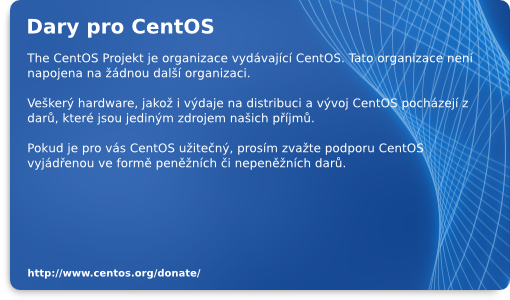 Dary pro CentOS
The CentOS Projekt je organizace vydávající CentOS. Tato organizace není
napojena na žádnou další organizaci.
Veškerý hardware, jakož i výdaje na distribuci a vývoj CentOS pocházejí z
darů, které jsou jediným zdrojem našich příjmů.
Pokud je pro vás CentOS užitečný, prosím zvažte podporu CentOS
vyjádřenou ve formě peněžních či nepeněžních darů.
http://www.centos.org/donate/